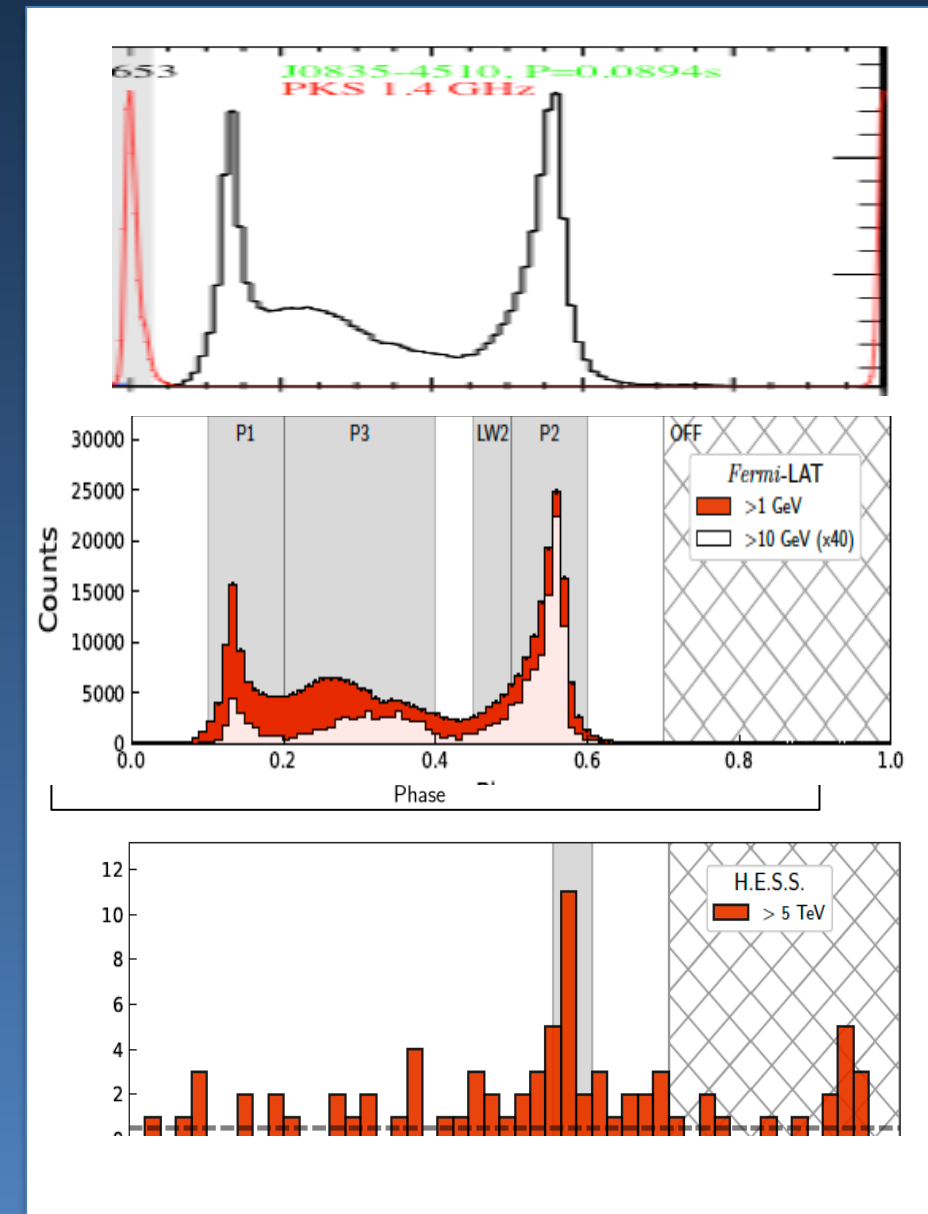 653
J0835-4510, P=0.0894s
PKS 1.4 GHz
30000
25000
20000
15000
10000
5000
0
Counts
P1
P3
LW2
P2
OFF
Fermi-LAT
>1 GeV
>10 GeV (x40)
0.0 0.2 0.4 0.6 0.8 1.0
Phase
12
10
8
6
4
2
H.E.S.S.
> 5 TeV